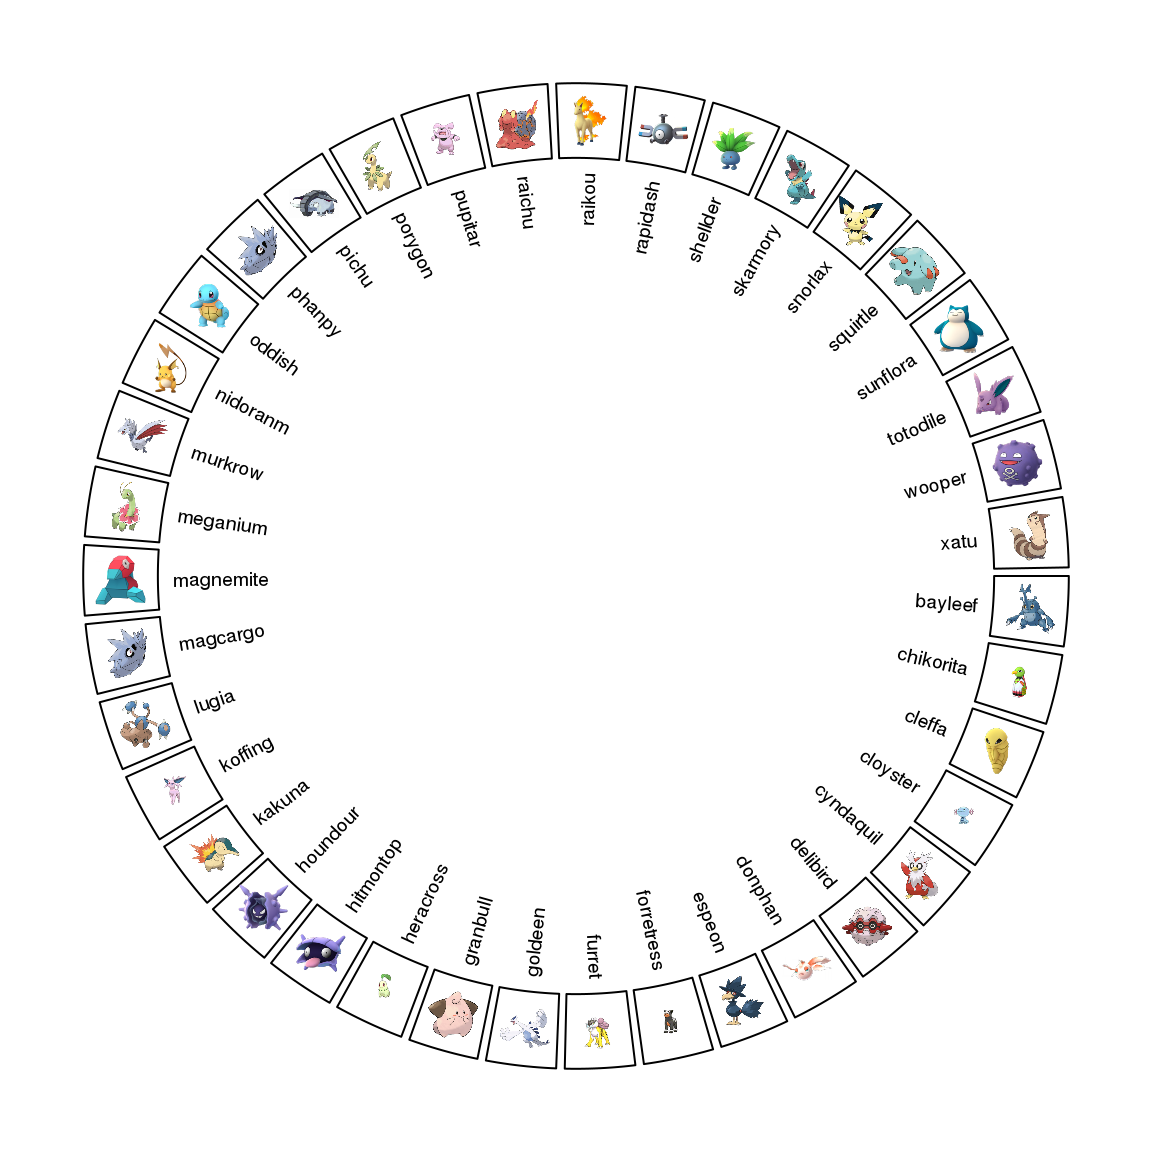 bayleef
chikorita
cleffa
cloyster
cyndaquil
delibird
donphan
espeon
forretress
furret
goldeen
granbull
heracross
hitmontop
houndour
kakuna
koffing
lugia
magcargo
magnemite
meganium
murkrow
nidoranm
oddish
phanpy
pichu
porygon
pupitar
raichu
raikou
rapidash
shellder
skarmory
snorlax
squirtle
sunflora
totodile
wooper
xatu